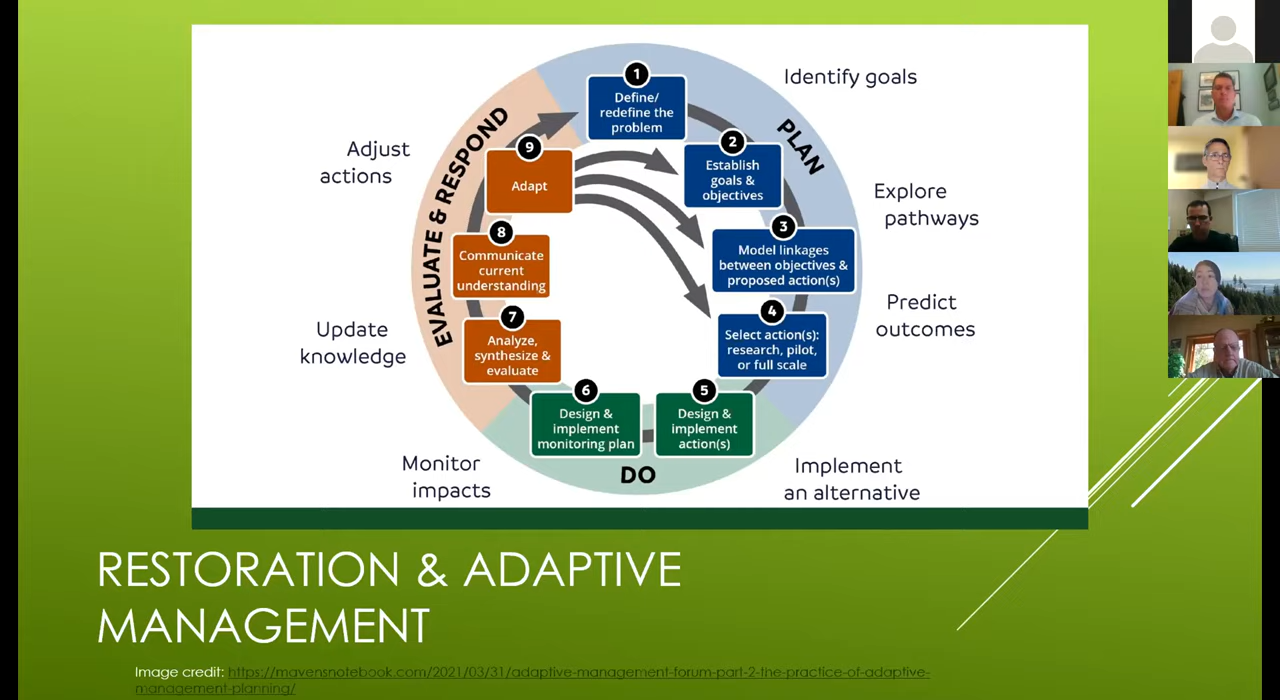 Identify goals
PLAN
Explore
pathways
Predict
outcomes
Implement
an alternative
DO
Monitor
impacts
Update
knowledge
Adjust
actions
EVALUATE & RESPOND
1
Define/
redefine the
problem
2
Establish
goals &
objectives
3
Model linkages
between objectives &
proposed action(s)
4
Select action(s):
research, pilot,
or full scale
5
Design &
implement
action(s)
6
Design &
implement
monitoring plan
7
Analyze,
synthesize &
evaluate
8
Communicate
current
understanding
9
Adapt
RESTORATION & ADAPTIVE
MANAGEMENT
Image credit: https://mavensnotebook.com/2021/03/31/adaptive-management-forum-part-2-the-practice-of-adaptive-
management-planning/